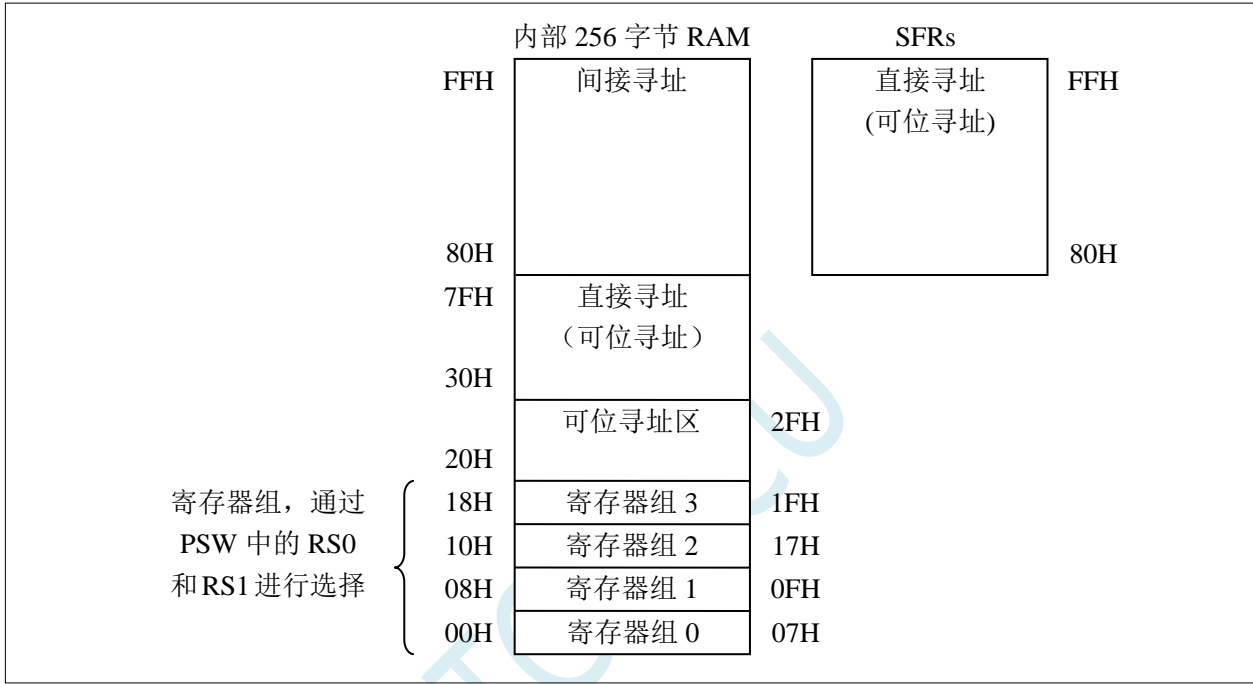 内部 256 字节 RAM SFRs
FFH 间接寻址 直接寻址 FFH
(可位寻址)
80H 80H
7FH 直接寻址
（可位寻址）
30H
可位寻址区 2FH
20H
寄存器组，通过 18H 寄存器组 3 1FH
PSW 中的 RS0 10H 寄存器组 2 17H
和 RS1 进行选择 08H 寄存器组 1 0FH
00H 寄存器组 0 07H